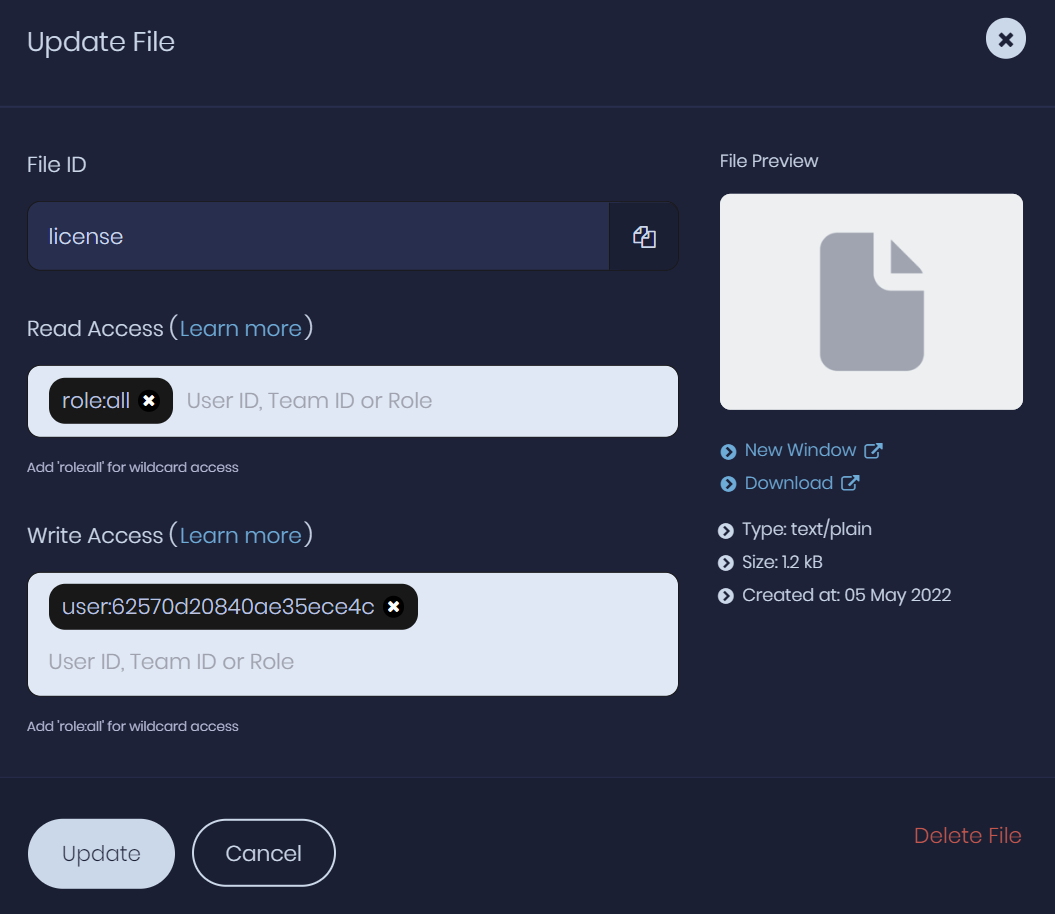 Update File
File ID
license
Read Access (Learn more)
role:all User ID, Team ID or Role
Add 'role:all' for wildcard access
Write Access (Learn more)
user:62570d20840ae35ece4c
User ID, Team ID or Role
Add 'role:all' for wildcard access
File Preview
New Window
Download
Type: text/plain
Size: 1.2 kB
Created at: 05 May 2022
Update
Cancel
Delete File